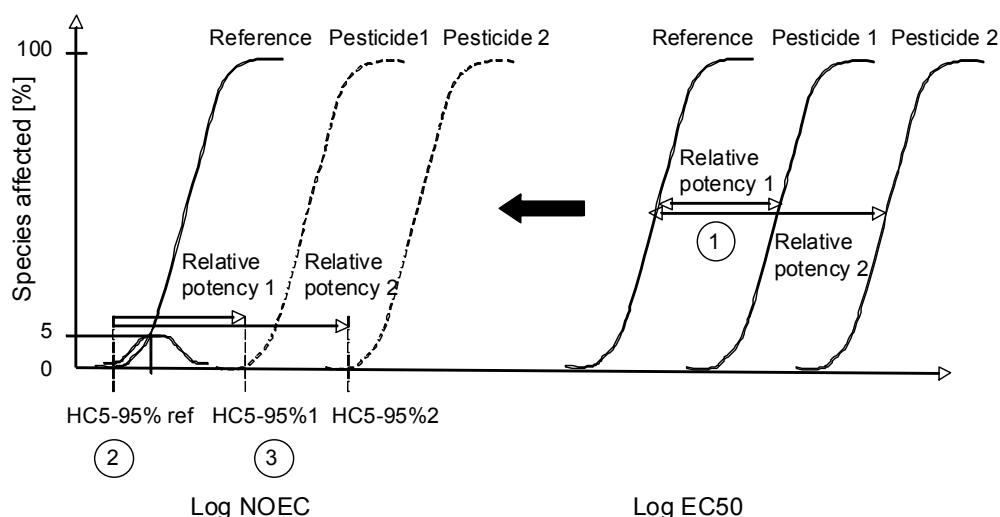 Reference Pesticide1 Pesticide 2 Reference Pesticide 1 Pesticide 2
100
Species affected [%]
Relative
potency 1
1
Relative
potency 2
Relative
potency 1
Relative
potency 2
5
0
HC5-95% ref HC5-95%1 HC5-95%2
2 3
Log NOEC Log EC50